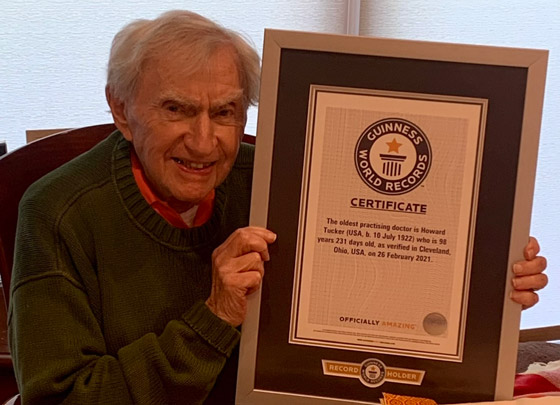 GUINNESS
WORLD RECORDS
CERTIFICATE
The oldest practising doctor is Howard
Tucker (USA, b. 10 July 1922) who is 98
years 231 days old, as verified in Cleveland,
Ohio, USA, on 26 February 2021.
OFFICIALLY AMAZING
RECORD HOLDER